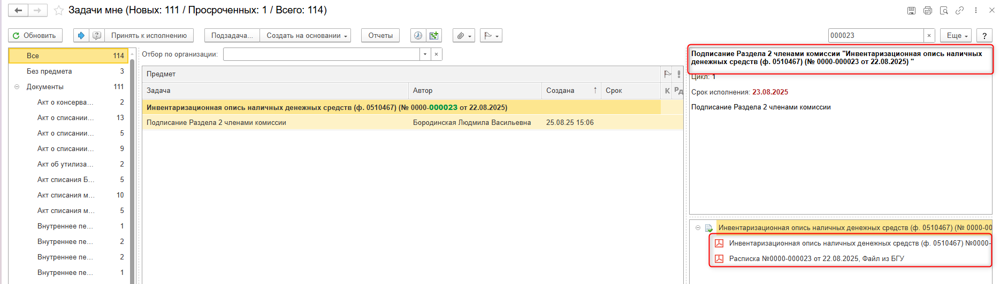 Задачи мне (Новых: 111 / Просроченных: 1 / Всего: 114)
Обновить
Принять к исполнению
Подзадача...
Создать на основании
Отчеты
000023
×
Еще
?
Все 114
Без предмета 3
Документы 111
Акт о консерва... 2
Акт о списании... 13
Акт о списании... 5
Акт о списании... 9
Акт об утилиза... 2
Акт списания Б... 5
Акт списания м... 10
Акт списания м... 5
Внутреннее пе... 1
Внутреннее пе... 2
Внутреннее пе... 2
Внутреннее пе... 1
Отбор по организации:
×
Предмет
Задача Автор Создана ↑ Срок К Рд
Инвентаризационная опись наличных денежных средств (ф. 0510467) (№ 0000-000023 от 22.08.2025)
Подписание Раздела 2 членами комиссии Бородинская Людмила Васильевна 25.08.25 15:06
Подписание Раздела 2 членами комиссии "Инвентаризационная опись наличных
денежных средств (ф. 0510467) (№ 0000-000023 от 22.08.2025) "
Цикл: 1
Срок исполнения: 23.08.2025
Подписание Раздела 2 членами комиссии
Инвентаризационная опись наличных денежных средств (ф. 0510467) (№ 0000-00
Инвентаризационная опись наличных денежных средств (ф. 0510467) №0000-
Расписка №0000-000023 от 22.08.2025, Файл из БГУ